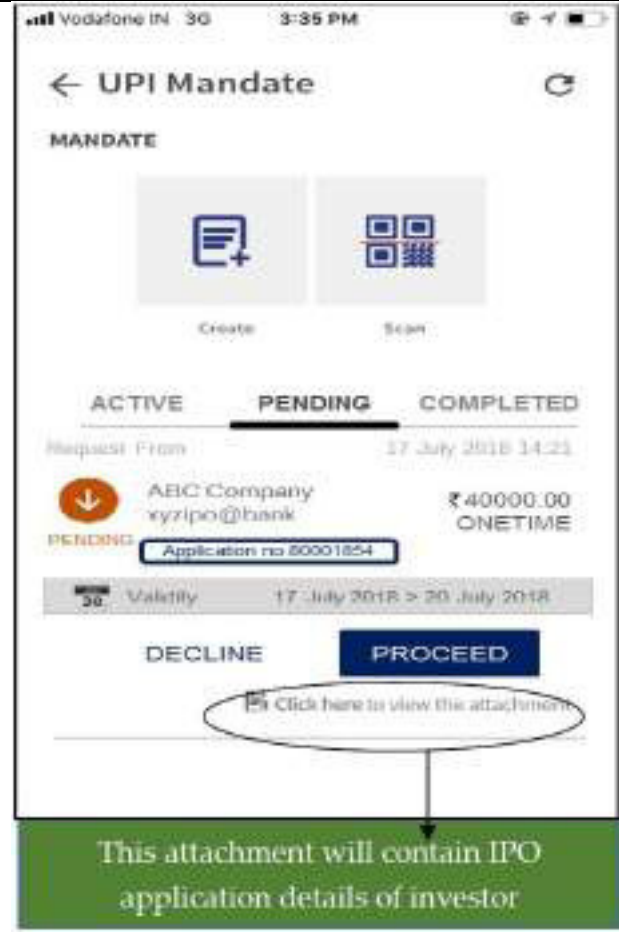 Vodafone IN 3G 3:35 PM
← UPI Mandate
MANDATE
Create Scan
ACTIVE PENDING COMPLETED
Request From 17 July 2018 14:21
ABC Company ₹40000.00
xyzipo@bank ONETIME
PENDING
Application no 80001854
30 Validity 17 July 2018 > 20 July 2018
DECLINE PROCEED
Click here to view the attachment
This attachment will contain IPO
application details of investor